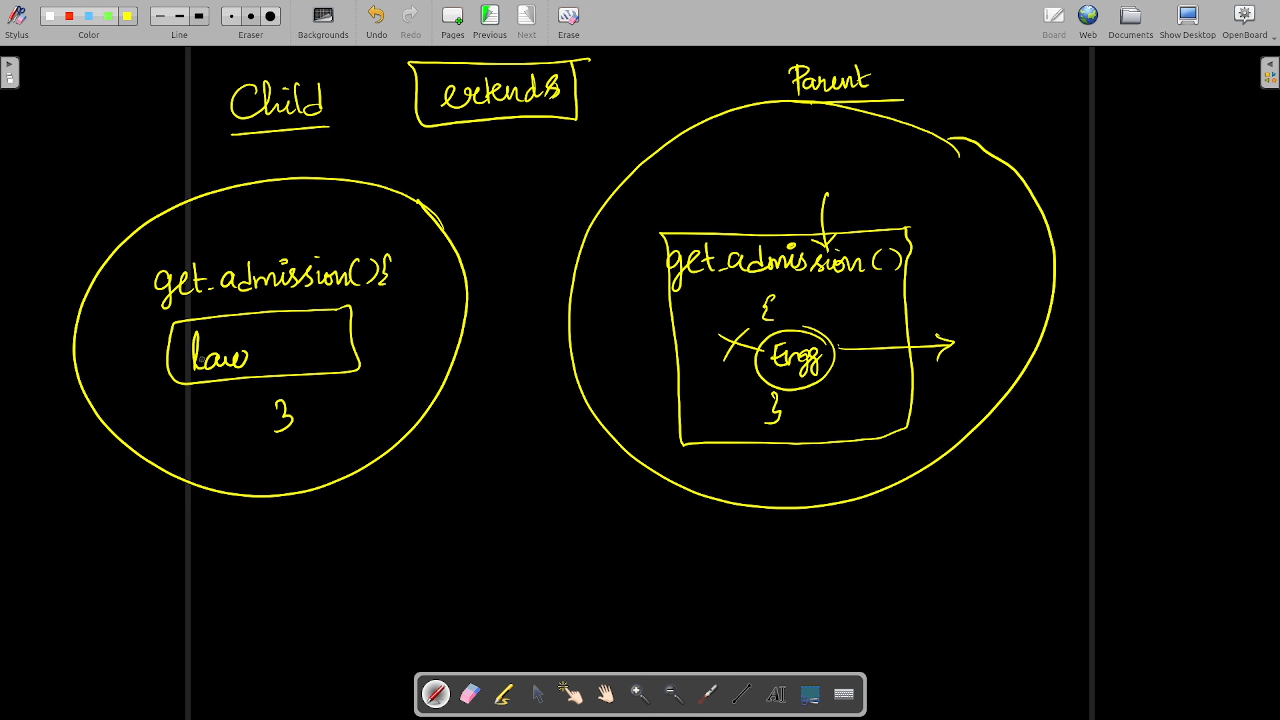 Stylus
Color
Line
Eraser
Backgrounds
Undo
Redo
Pages
Previous
Next
Erase
Board
Web
Documents
Show Desktop
OpenBoard
Child
extends
Parent
get_admission(){
law
}
get_admission()
{
Engg
}
AI